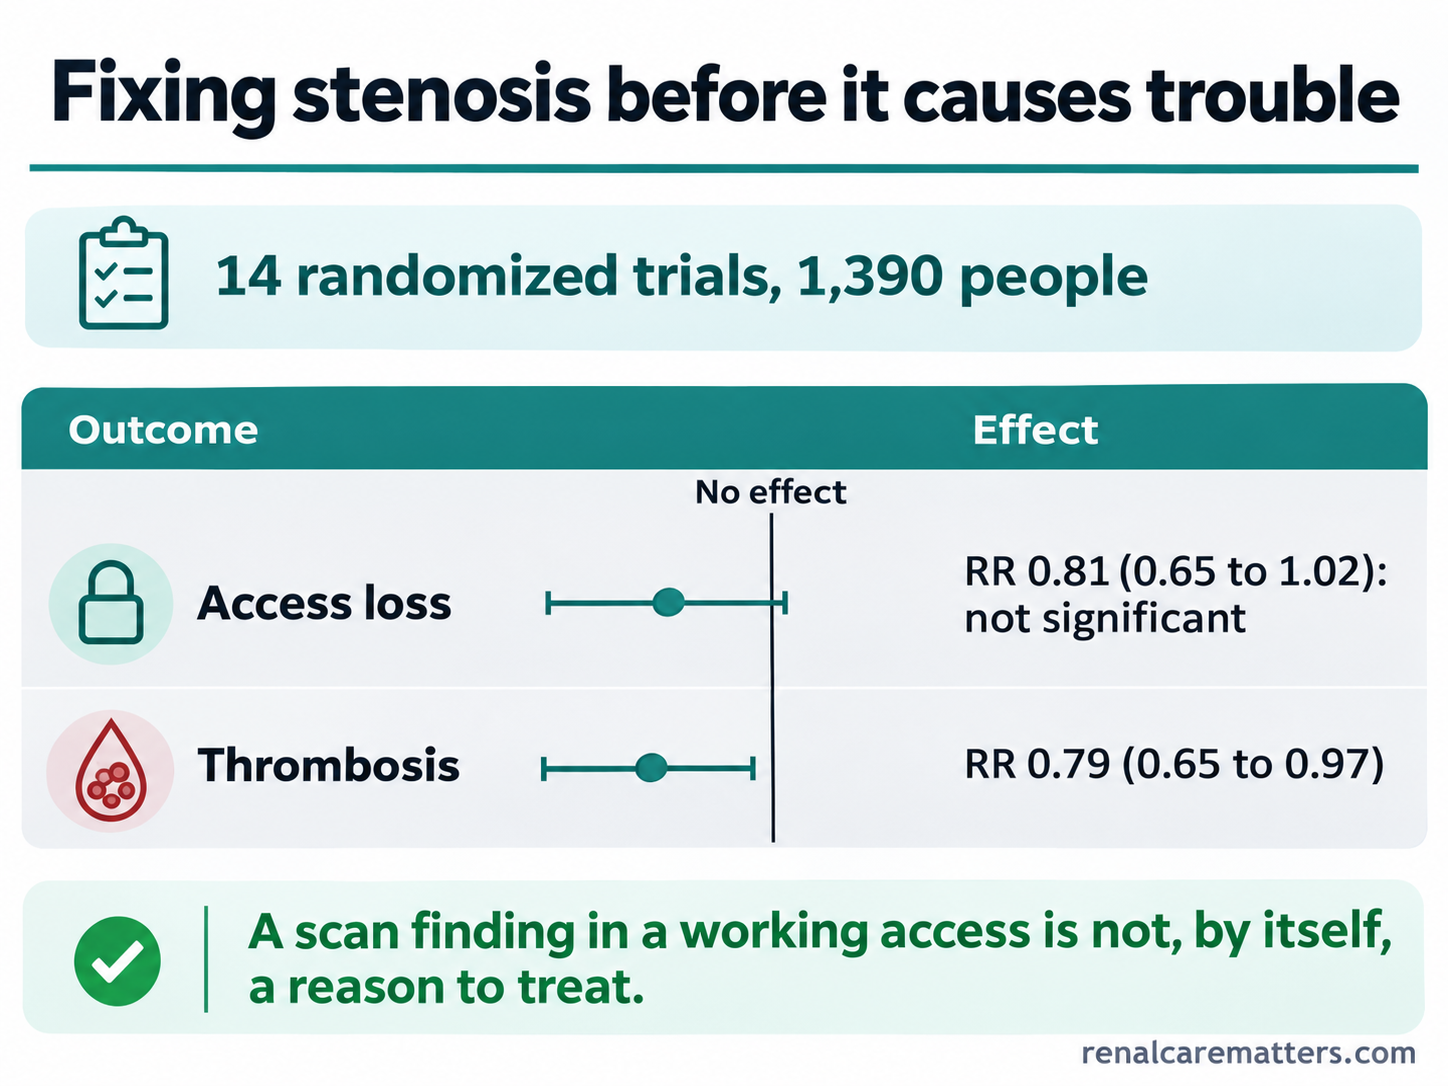 Fixing stenosis before it causes trouble
14 randomized trials, 1,390 people
Outcome
Effect
No effect
Access loss
RR 0.81 (0.65 to 1.02):
not significant
Thrombosis
RR 0.79 (0.65 to 0.97)
A scan finding in a working access is not, by itself,
a reason to treat.
renalcarematters.com